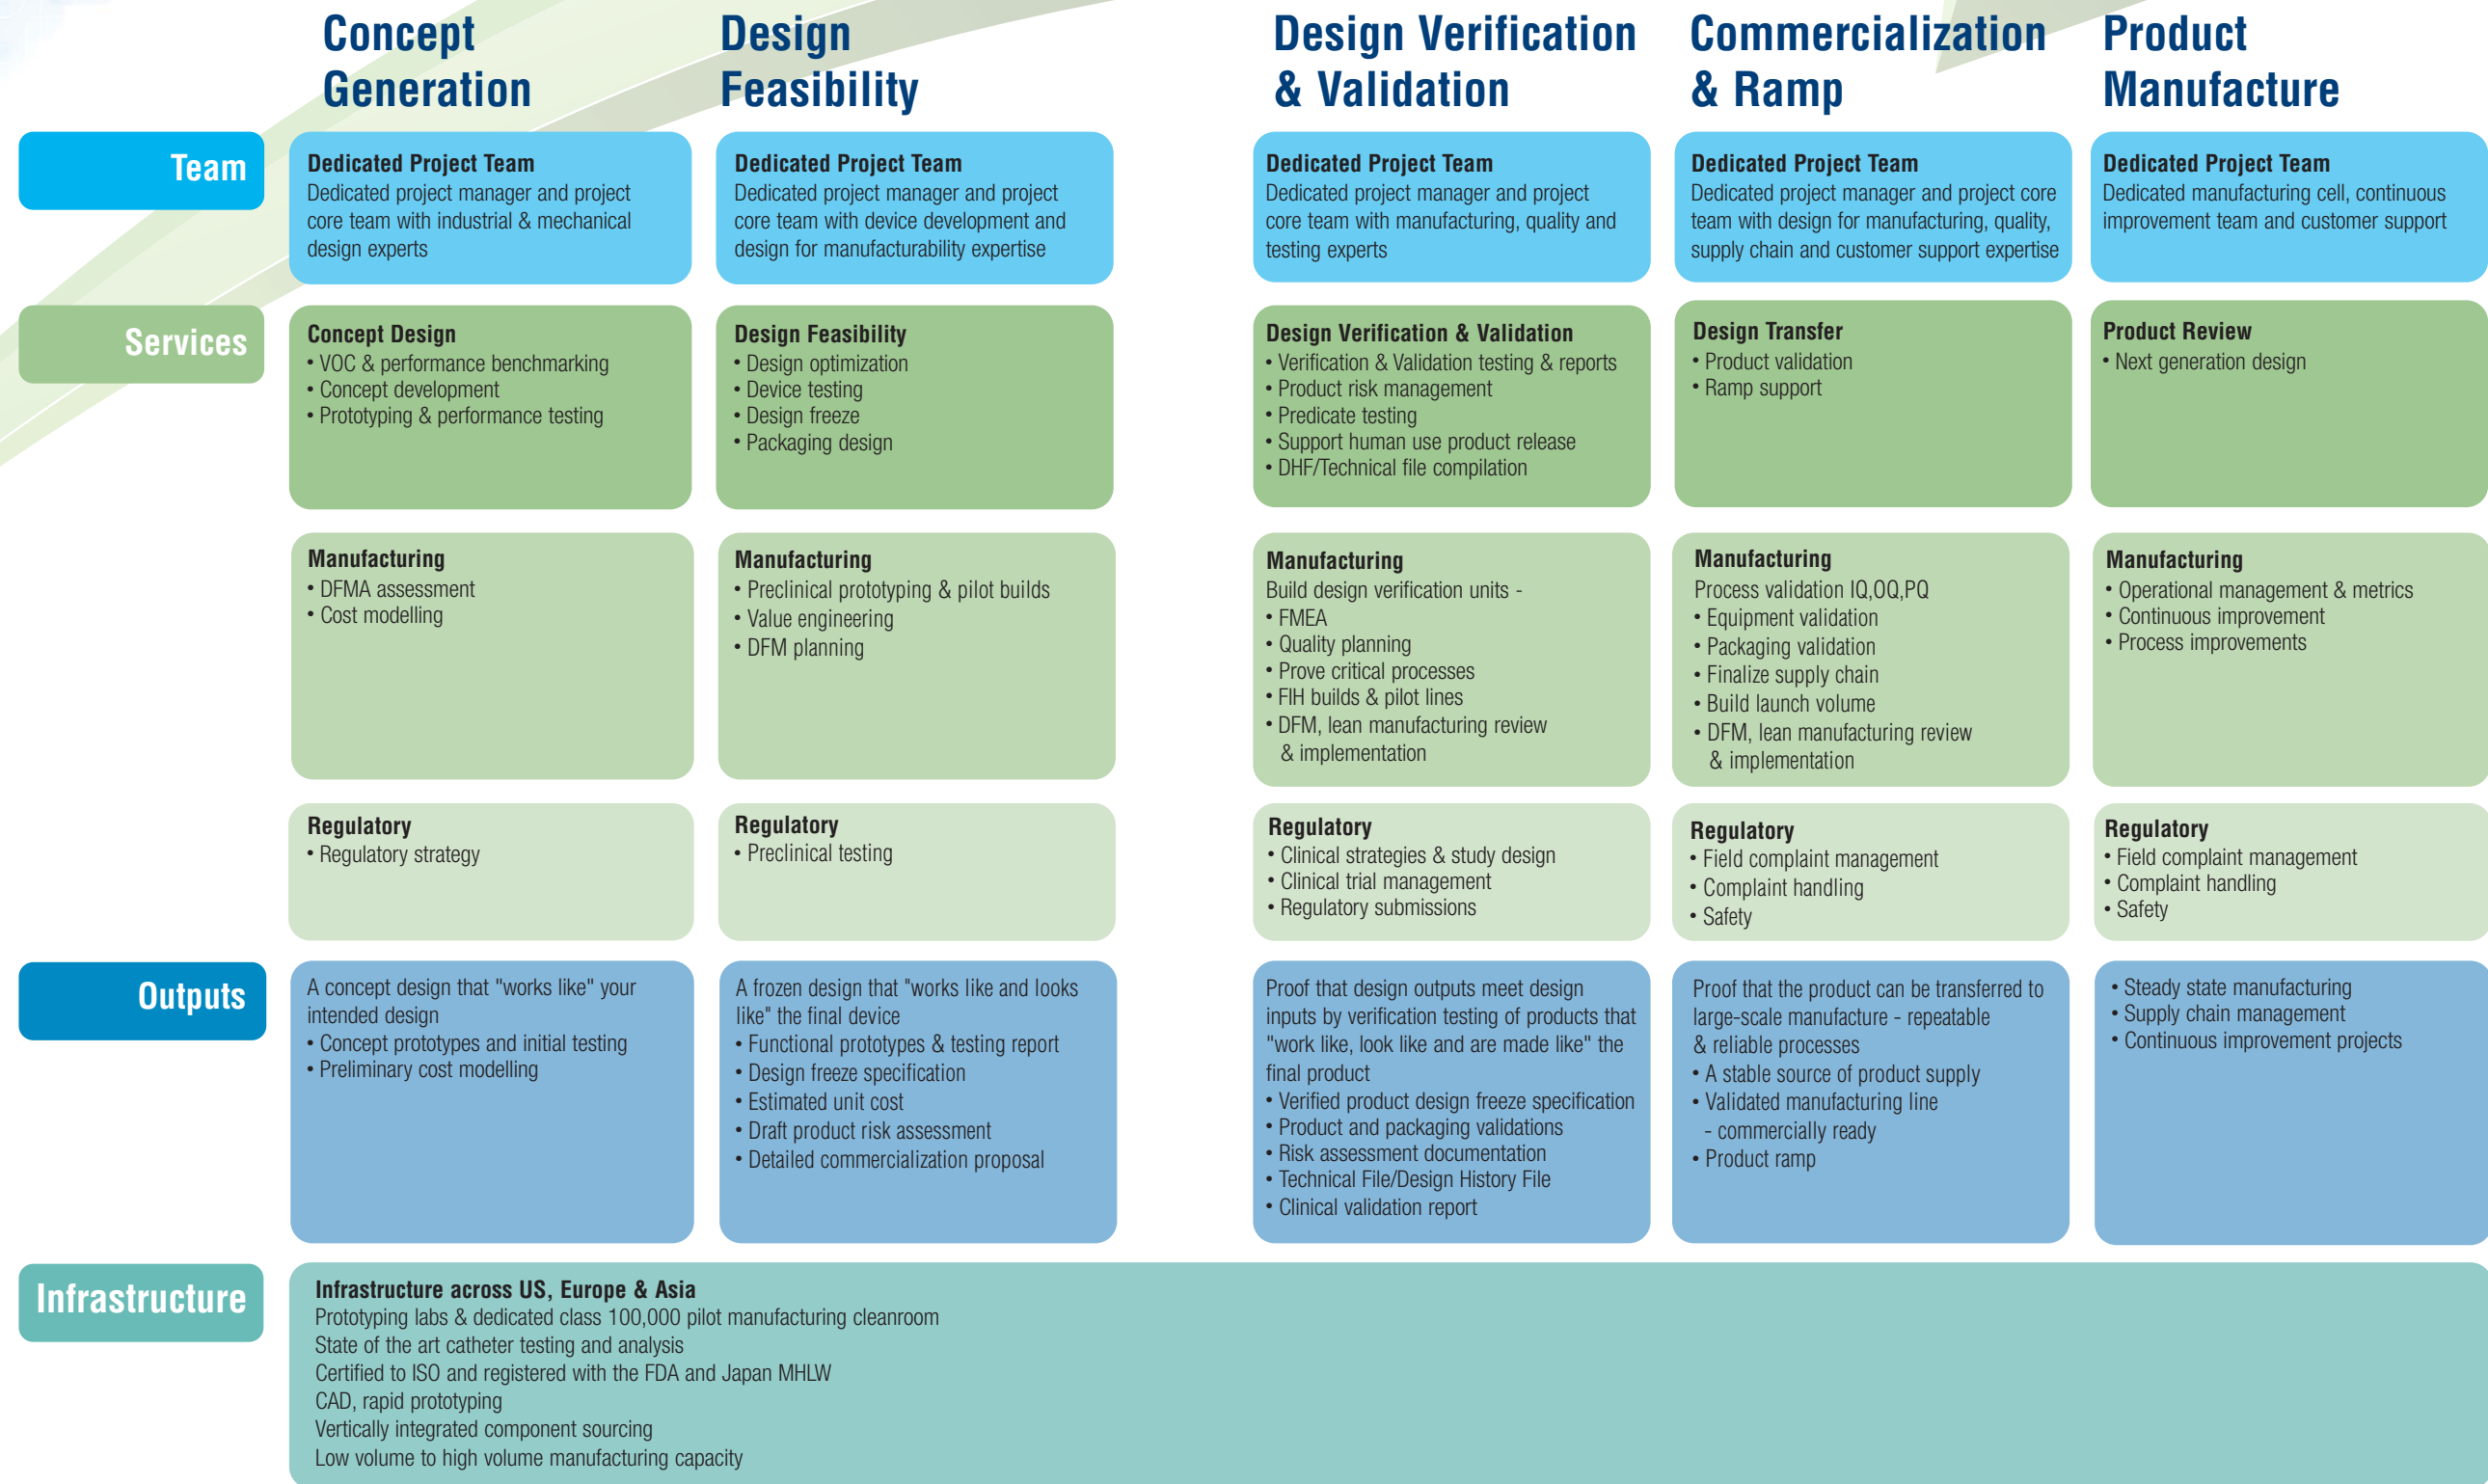 Concept
Generation
Design
Feasibility
Design Verification
& Validation
Commercialization
& Ramp
Product
Manufacture
Team
Dedicated Project Team
Dedicated project manager and project
core team with industrial & mechanical
design experts
Dedicated Project Team
Dedicated project manager and project
core team with device development and
design for manufacturability expertise
Dedicated Project Team
Dedicated project manager and project
core team with manufacturing, quality and
testing experts
Dedicated Project Team
Dedicated project manager and project core
team with design for manufacturing, quality,
supply chain and customer support expertise
Dedicated Project Team
Dedicated manufacturing cell, continuous
improvement team and customer support
Services
Concept Design
• VOC & performance benchmarking
• Concept development
• Prototyping & performance testing
Design Feasibility
• Design optimization
• Device testing
• Design freeze
• Packaging design
Design Verification & Validation
• Verification & Validation testing & reports
• Product risk management
• Predicate testing
• Support human use product release
• DHF/Technical file compilation
Design Transfer
• Product validation
• Ramp support
Product Review
• Next generation design
Manufacturing
• DFMA assessment
• Cost modelling
Manufacturing
• Preclinical prototyping & pilot builds
• Value engineering
• DFM planning
Manufacturing
Build design verification units -
• FMEA
• Quality planning
• Prove critical processes
• FIH builds & pilot lines
• DFM, lean manufacturing review
& implementation
Manufacturing
Process validation IQ,OQ,PQ
• Equipment validation
• Packaging validation
• Finalize supply chain
• Build launch volume
• DFM, lean manufacturing review
& implementation
Manufacturing
• Operational management & metrics
• Continuous improvement
• Process improvements
Regulatory
• Regulatory strategy
Regulatory
• Preclinical testing
Regulatory
• Clinical strategies & study design
• Clinical trial management
• Regulatory submissions
Regulatory
• Field complaint management
• Complaint handling
• Safety
Regulatory
• Field complaint management
• Complaint handling
• Safety
Outputs
A concept design that "works like" your
intended design
• Concept prototypes and initial testing
• Preliminary cost modelling
A frozen design that "works like and looks
like" the final device
• Functional prototypes & testing report
• Design freeze specification
• Estimated unit cost
• Draft product risk assessment
• Detailed commercialization proposal
Proof that design outputs meet design
inputs by verification testing of products that
"work like, look like and are made like" the
final product
• Verified product design freeze specification
• Product and packaging validations
• Risk assessment documentation
• Technical File/Design History File
• Clinical validation report
Proof that the product can be transferred to
large-scale manufacture - repeatable
& reliable processes
• A stable source of product supply
• Validated manufacturing line
- commercially ready
• Product ramp
• Steady state manufacturing
• Supply chain management
• Continuous improvement projects
Infrastructure
Infrastructure across US, Europe & Asia
Prototyping labs & dedicated class 100,000 pilot manufacturing cleanroom
State of the art catheter testing and analysis
Certified to ISO and registered with the FDA and Japan MHLW
CAD, rapid prototyping
Vertically integrated component sourcing
Low volume to high volume manufacturing capacity